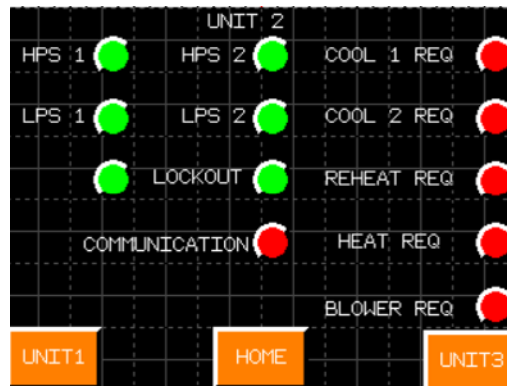 UNIT 2
HPS 1 HPS 2 COOL 1 REQ
LPS 1 LPS 2 COOL 2 REQ
LOCKOUT REHEAT REQ
COMMUNICATION HEAT REQ
BLOWER REQ
UNIT1 HOME UNIT3